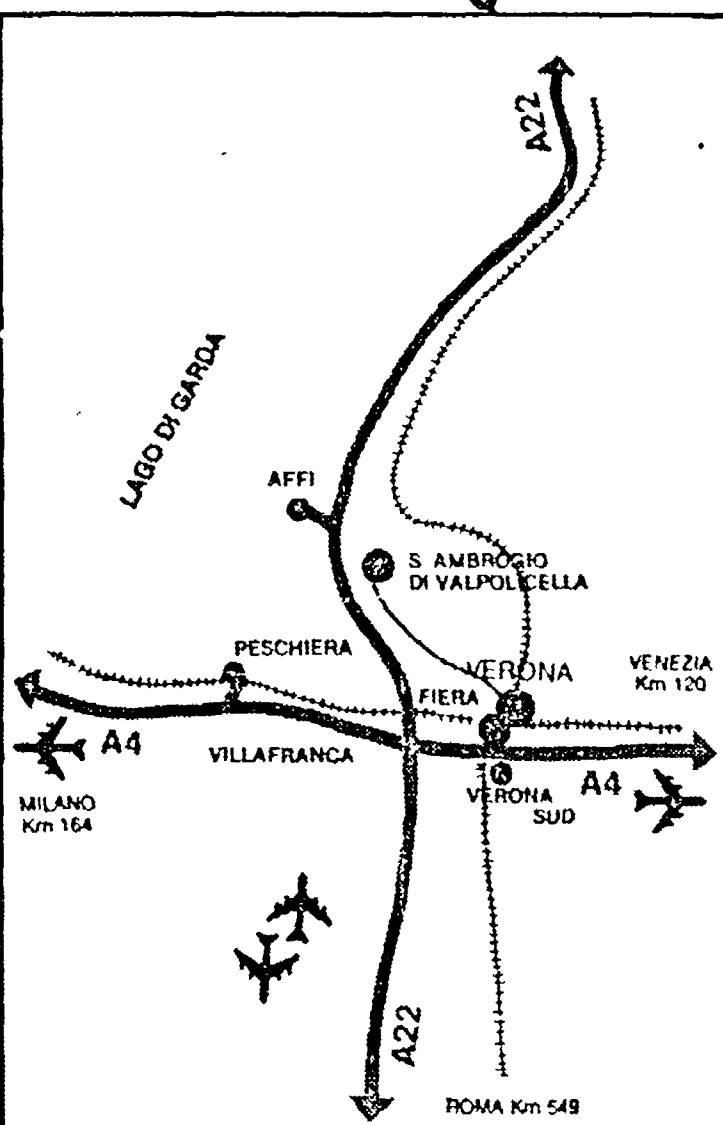 A22
LAGO DI GARDA
AFFI
S. AMBROGIO
DI VALPOLICELLA
PESCHIERA
VERONA
VENEZIA
Km 120
FIERA
A4
VILLAFRANCA
MILANO
Km 164
VERONA
SUD
A4
A22
ROMA Km 549